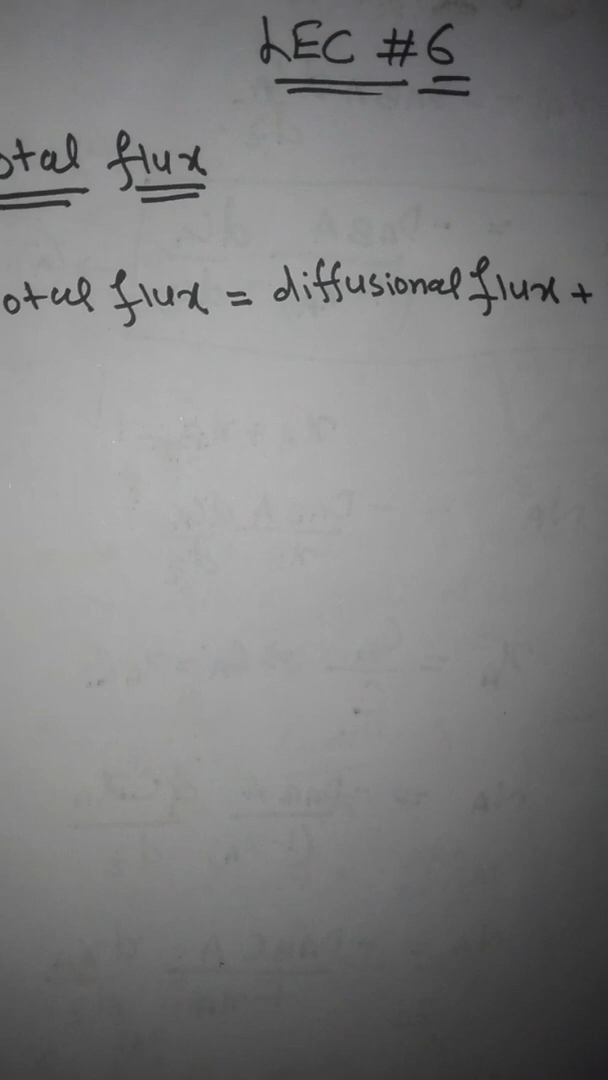 LEC #6
otal flux
otal flux = diffusional flux +